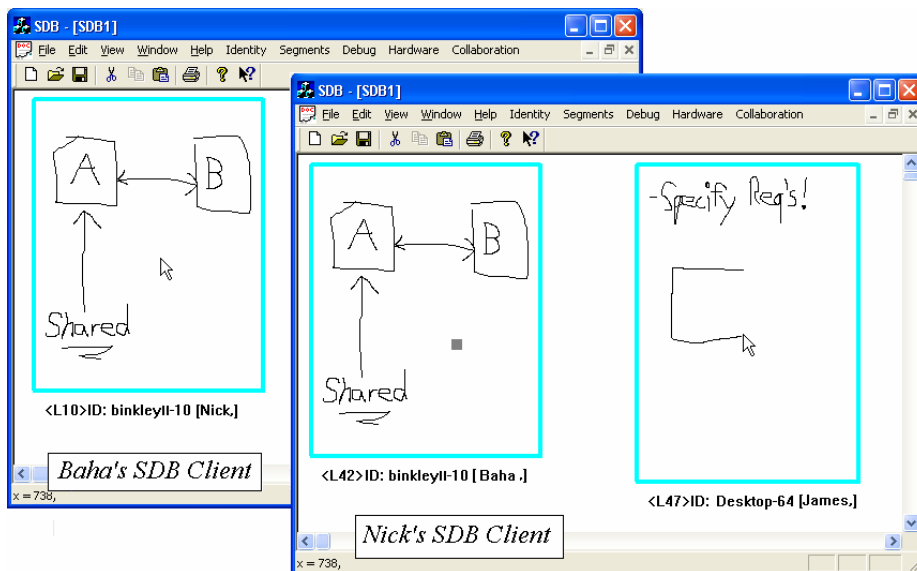 SDB - [SDB1]
File Edit View Window Help Identity Segments Debug Hardware Collaboration
A
B
Shared
<L10>ID: binkleyII-10 [Nick,]
Baha's SDB Client
x = 738,
SDB - [SDB1]
File Edit View Window Help Identity Segments Debug Hardware Collaboration
A
B
Shared
<L42>ID: binkleyII-10 [ Baha ,]
-Specify Req's!
<L47>ID: Desktop-64 [James,]
Nick's SDB Client
x = 738,